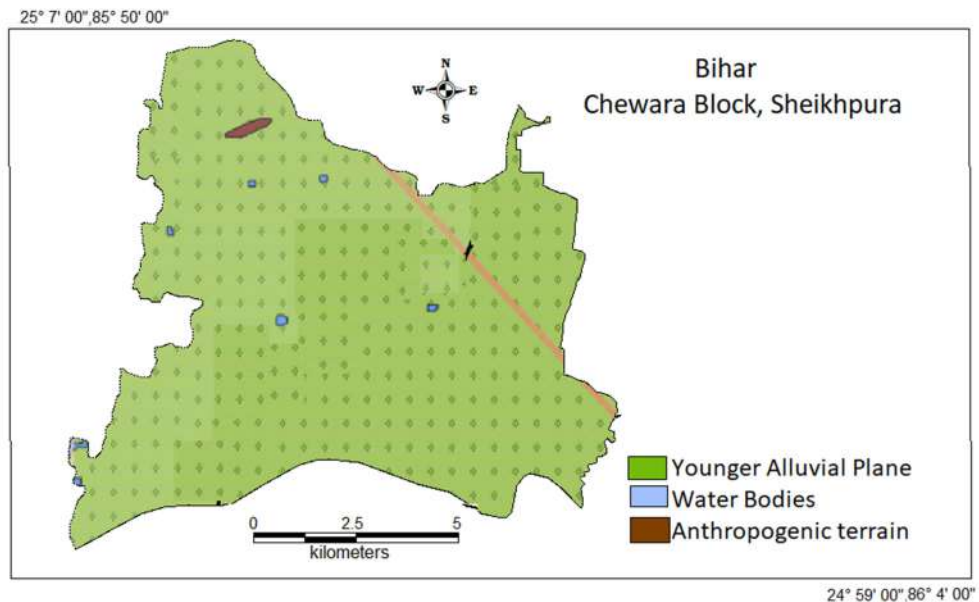 25° 7' 00",85° 50' 00"
Bihar
Chewara Block, Sheikhpura
N
W E
S
Younger Alluvial Plane
Water Bodies
Anthropogenic terrain
0 2.5 5
kilometers
24° 59' 00",86° 4' 00"